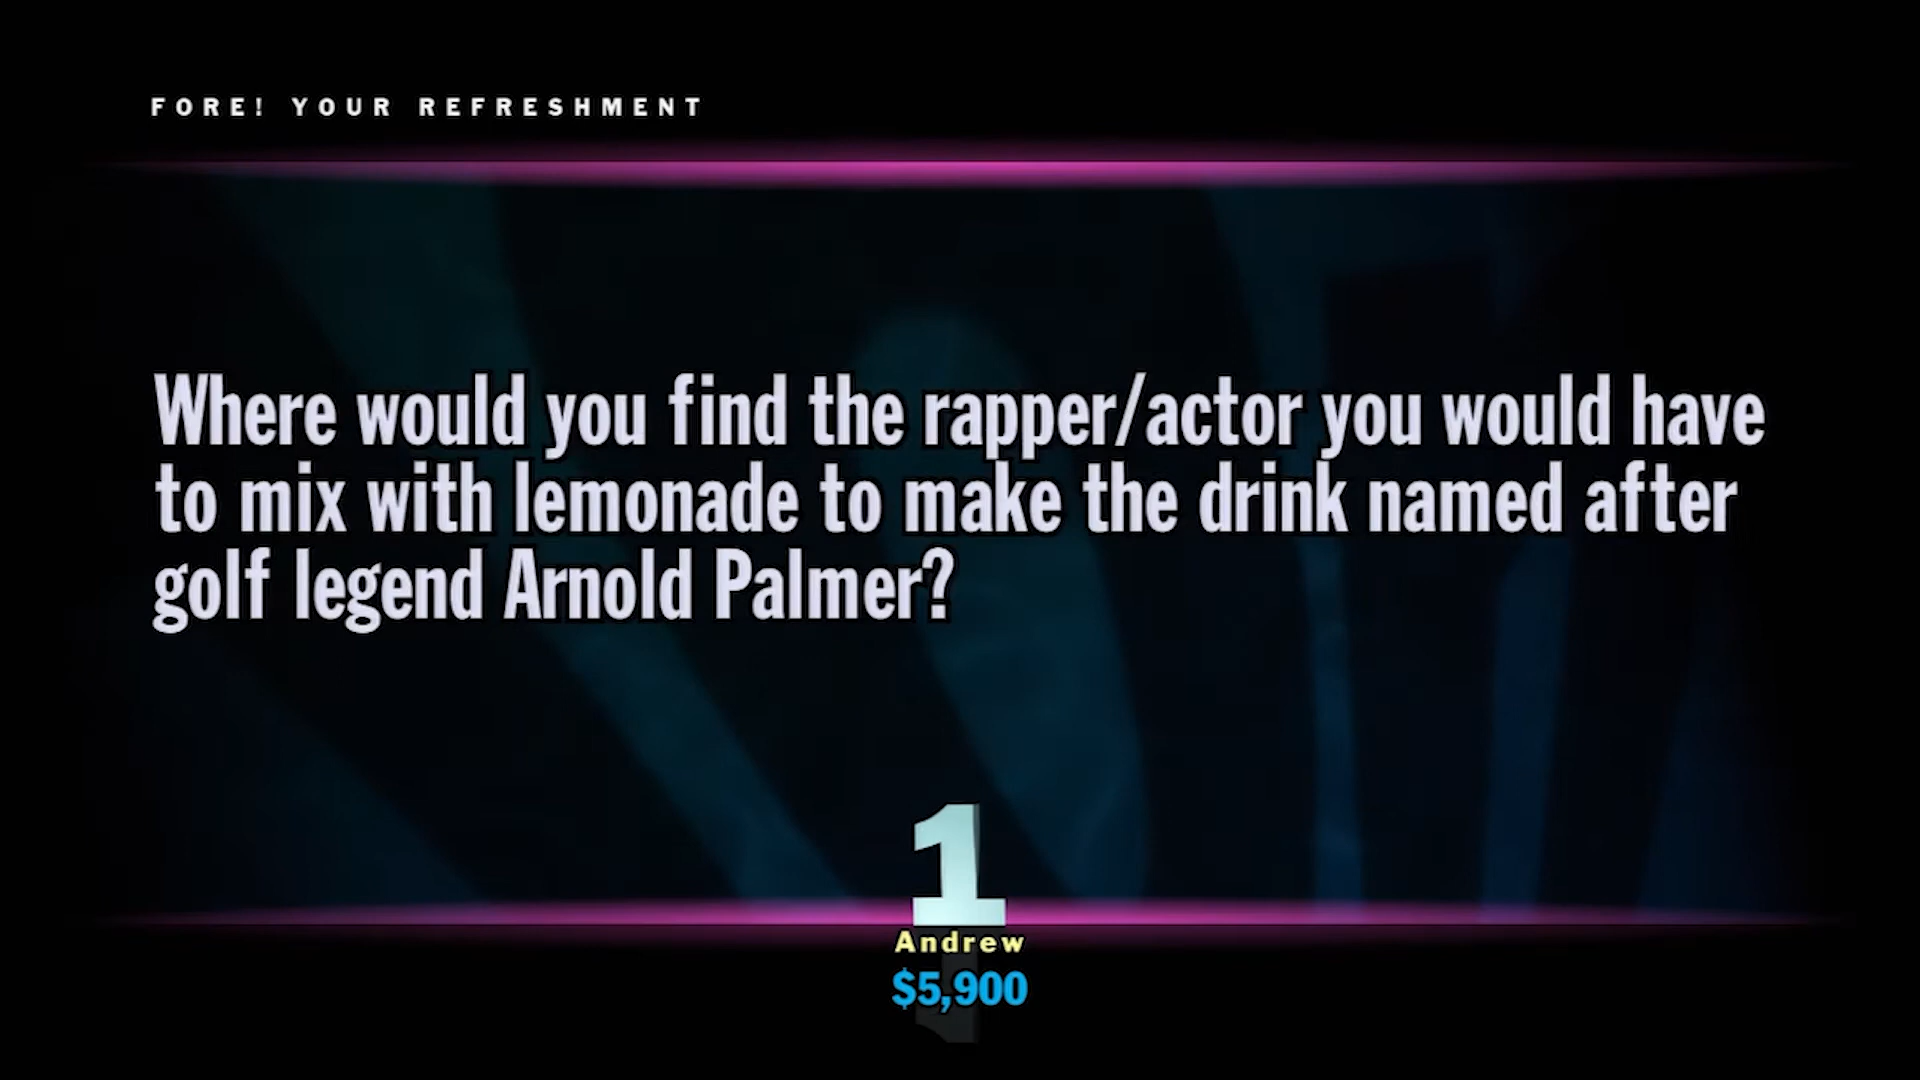 FORE! YOUR REFRESHMENT
Where would you find the rapper/actor you would have
to mix with lemonade to make the drink named after
golf legend Arnold Palmer?
1
Andrew
$5,900